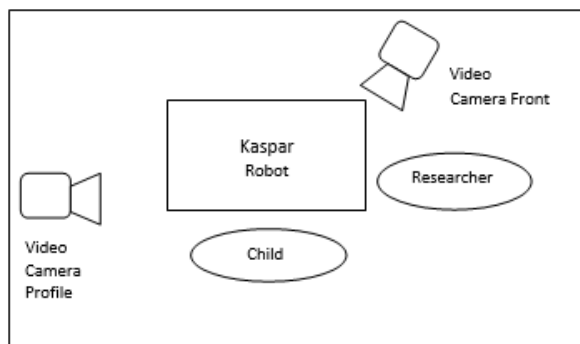 Video
Camera Front
Kaspar
Robot
Researcher
Child
Video
Camera
Profile